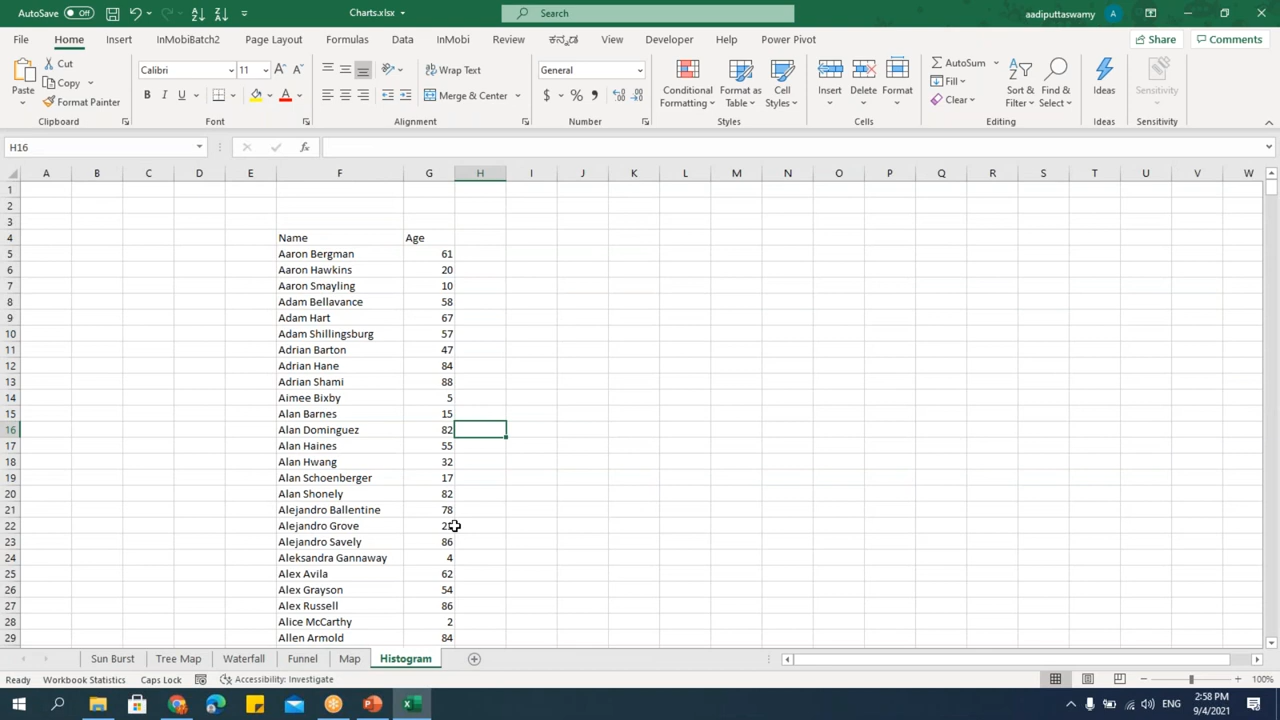 AutoSave Off Charts.xlsx Search aadiputtaswamy A
File Home Insert InMobiBatch2 Page Layout Formulas Data InMobi Review ಕನ್ನಡ View Developer Help Power Pivot Share Comments
Paste Cut Copy Format Painter Clipboard
Calibri 11 A A B I U A Font
Wrap Text Merge & Center Alignment
General $ % , Number
Conditional Formatting Format as Table Cell Styles Styles
Insert Delete Format Cells
AutoSum Fill Clear Sort & Filter Find & Select Editing
Ideas Ideas
Sensitivity Sensitivity
H16 fx
A B C D E F G H I J K L M N O P Q R S T U V W
1
2
3
4 Name Age
5 Aaron Bergman 61
6 Aaron Hawkins 20
7 Aaron Smayling 10
8 Adam Bellavance 58
9 Adam Hart 67
10 Adam Shillingsburg 57
11 Adrian Barton 47
12 Adrian Hane 84
13 Adrian Shami 88
14 Aimee Bixby 5
15 Alan Barnes 15
16 Alan Dominguez 82
17 Alan Haines 55
18 Alan Hwang 32
19 Alan Schoenberger 17
20 Alan Shonely 82
21 Alejandro Ballentine 78
22 Alejandro Grove
23 Alejandro Savely 86
24 Aleksandra Gannaway 4
25 Alex Avila 62
26 Alex Grayson 54
27 Alex Russell 86
28 Alice McCarthy 2
29 Allen Arnold 84
Sun Burst Tree Map Waterfall Funnel Map Histogram
Ready Workbook Statistics Caps Lock Accessibility: Investigate 100%
ENG 2:58 PM
9/4/2021